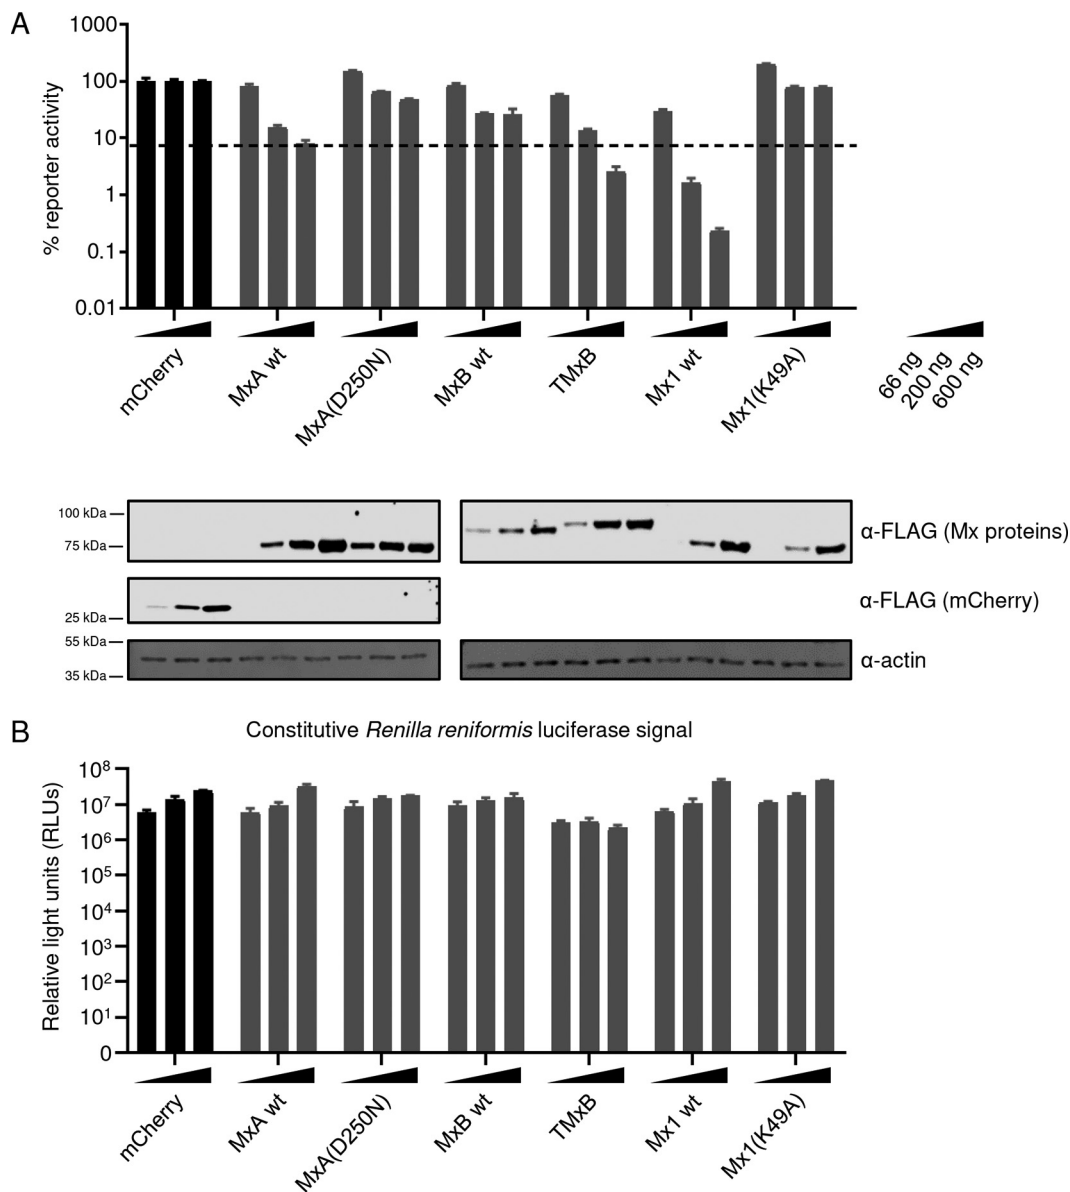 A
1000
100
10
1
0.1
0.01
% reporter activity
mCherry
MxA wt
MxA(D250N)
MxB wt
TMxB
Mx1 wt
Mx1(K49A)
66 ng
200 ng
600 ng
100 kDa
75 kDa
α-FLAG (Mx proteins)
25 kDa
α-FLAG (mCherry)
55 kDa
35 kDa
α-actin
B
Constitutive Renilla reniformis luciferase signal
10⁸
10⁷
10⁶
10⁵
10⁴
10³
10²
10¹
0
Relative light units (RLUs)
mCherry
MxA wt
MxA(D250N)
MxB wt
TMxB
Mx1 wt
Mx1(K49A)